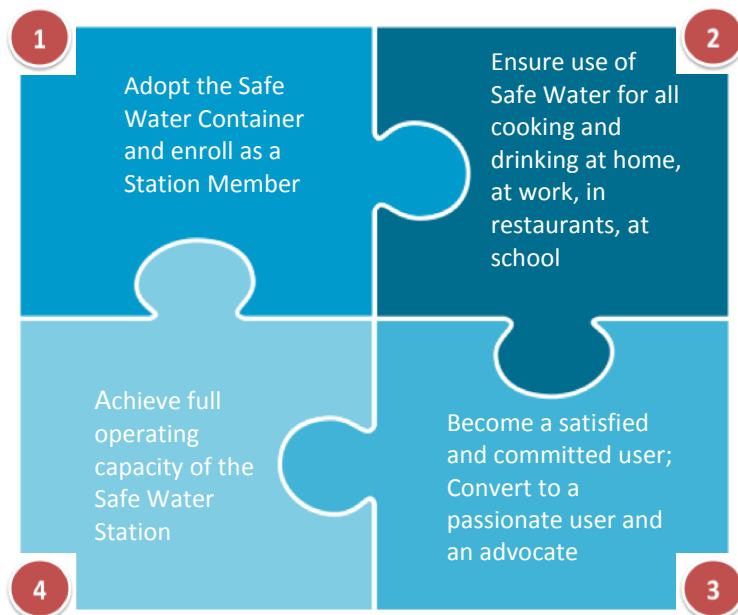 1
Adopt the Safe
Water Container
and enroll as a
Station Member
2
Ensure use of
Safe Water for all
cooking and
drinking at home,
at work, in
restaurants, at
school
3
Become a satisfied
and committed user;
Convert to a
passionate user and
an advocate
4
Achieve full
operating
capacity of the
Safe Water
Station